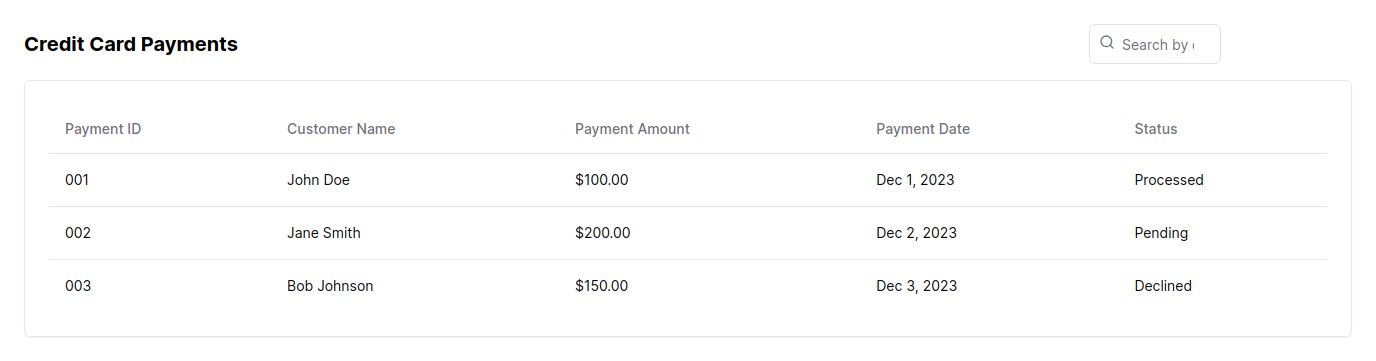 Credit Card Payments
Search by
Payment ID Customer Name Payment Amount Payment Date Status
001 John Doe $100.00 Dec 1, 2023 Processed
002 Jane Smith $200.00 Dec 2, 2023 Pending
003 Bob Johnson $150.00 Dec 3, 2023 Declined